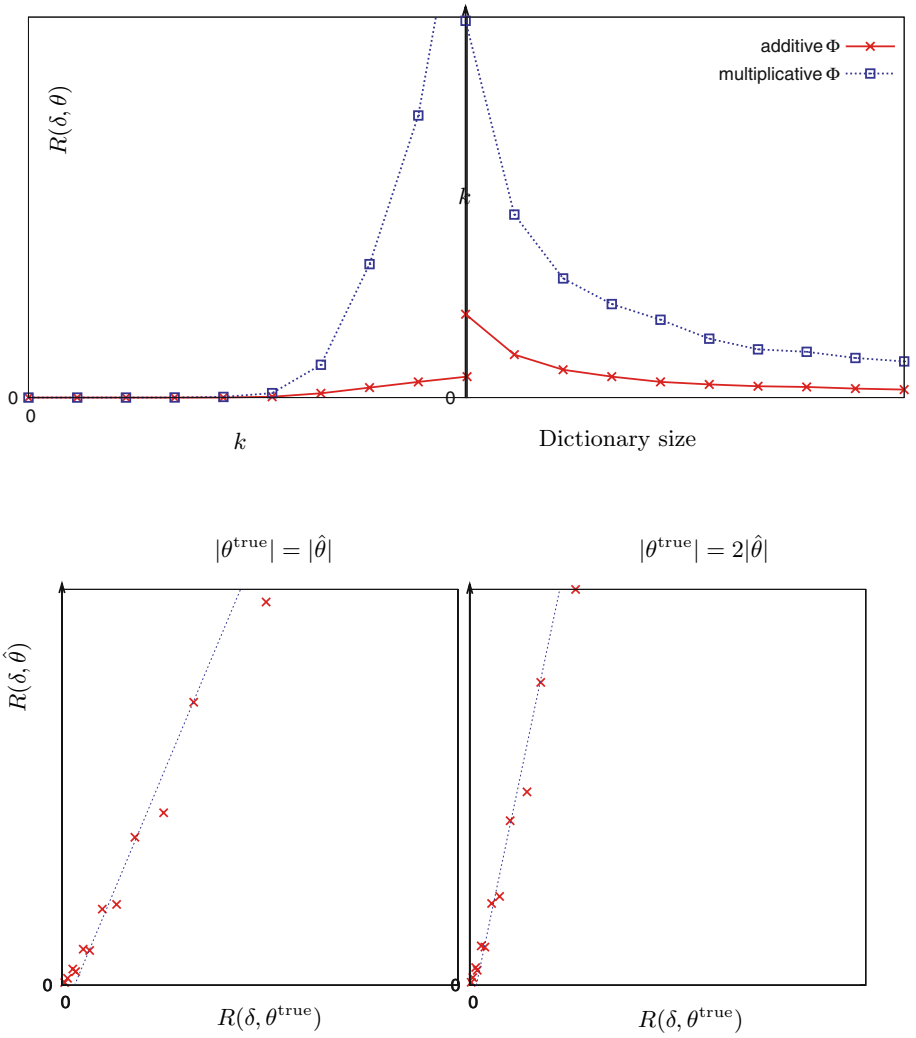 additive Φ
multiplicative Φ
R(δ, θ)
k
0
0
0
k
Dictionary size
|θ^true| = |θ̂|
|θ^true| = 2|θ̂|
R(δ, θ̂)
0
0
0
0
R(δ, θ^true)
R(δ, θ^true)